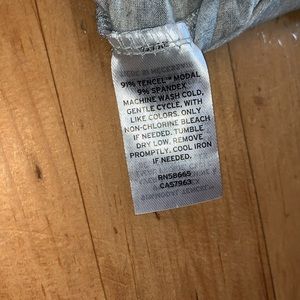 91% TENCEL™ MODAL
9% SPANDEX
MACHINE WASH COLD,
GENTLE CYCLE, WITH
LIKE COLORS. ONLY
NON-CHLORINE BLEACH
IF NEEDED. TUMBLE
DRY LOW. REMOVE
PROMPTLY. COOL IRON
IF NEEDED.
RN58665
CA57963